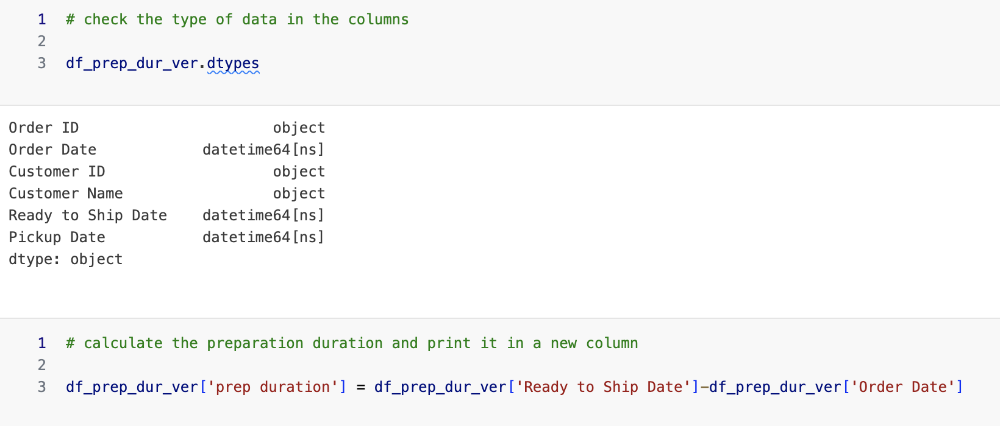 1 # check the type of data in the columns
2
3 df_prep_dur_ver.dtypes
Order ID                      object
Order Date            datetime64[ns]
Customer ID                   object
Customer Name                 object
Ready to Ship Date    datetime64[ns]
Pickup Date           datetime64[ns]
dtype: object
1 # calculate the preparation duration and print it in a new column
2
3 df_prep_dur_ver['prep duration'] = df_prep_dur_ver['Ready to Ship Date']-df_prep_dur_ver['Order Date']